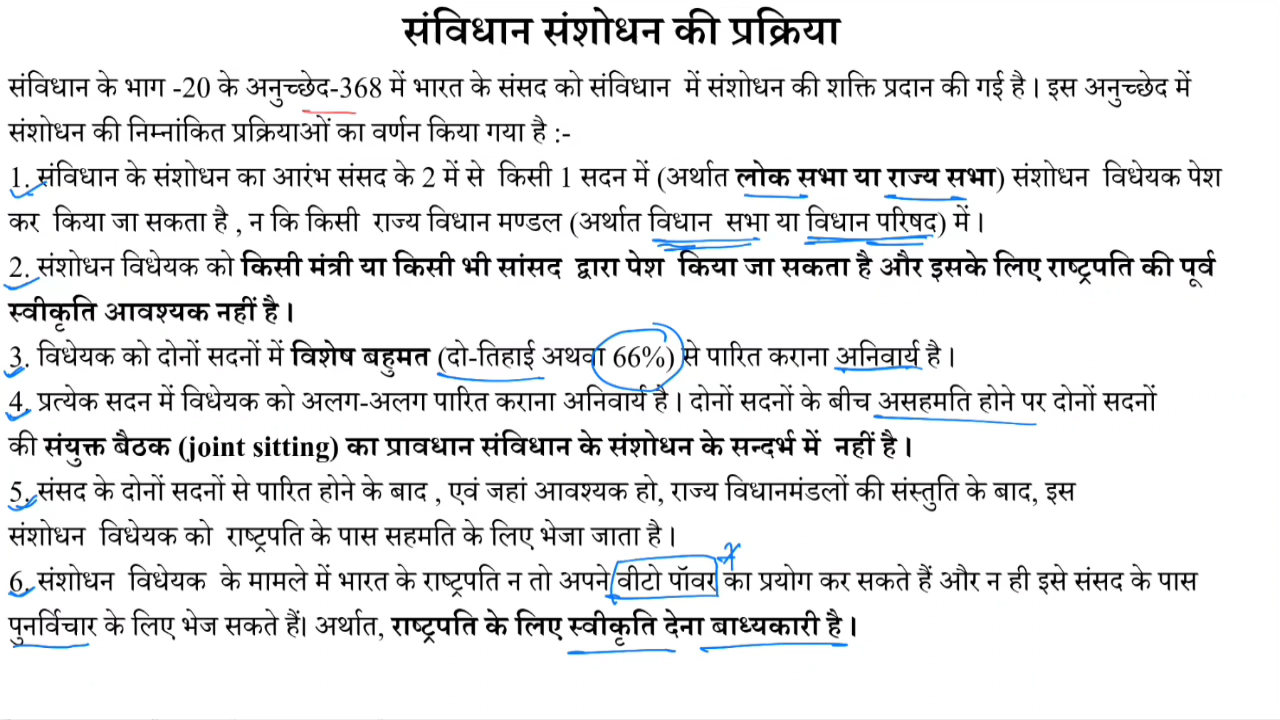 संविधान संशोधन की प्रक्रिया
संविधान के भाग -20 के अनुच्छेद-368 में भारत के संसद को संविधान में संशोधन की शक्ति प्रदान की गई है। इस अनुच्छेद में
संशोधन की निम्नांकित प्रक्रियाओं का वर्णन किया गया है :-
1. संविधान के संशोधन का आरंभ संसद के 2 में से किसी 1 सदन में (अर्थात लोक सभा या राज्य सभा) संशोधन विधेयक पेश
कर किया जा सकता है , न कि किसी राज्य विधान मण्डल (अर्थात विधान सभा या विधान परिषद) में।
2. संशोधन विधेयक को किसी मंत्री या किसी भी सांसद द्वारा पेश किया जा सकता है और इसके लिए राष्ट्रपति की पूर्व
स्वीकृति आवश्यक नहीं है।
3. विधेयक को दोनों सदनों में विशेष बहुमत (दो-तिहाई अथवा 66%) से पारित कराना अनिवार्य है।
4. प्रत्येक सदन में विधेयक को अलग-अलग पारित कराना अनिवार्य है। दोनों सदनों के बीच असहमति होने पर दोनों सदनों
की संयुक्त बैठक (joint sitting) का प्रावधान संविधान के संशोधन के सन्दर्भ में नहीं है।
5. संसद के दोनों सदनों से पारित होने के बाद , एवं जहां आवश्यक हो, राज्य विधानमंडलों की संस्तुति के बाद, इस
संशोधन विधेयक को राष्ट्रपति के पास सहमति के लिए भेजा जाता है।
6. संशोधन विधेयक के मामले में भारत के राष्ट्रपति न तो अपने वीटो पॉवर का प्रयोग कर सकते हैं और न ही इसे संसद के पास
पुनर्विचार के लिए भेज सकते हैं। अर्थात, राष्ट्रपति के लिए स्वीकृति देना बाध्यकारी है।